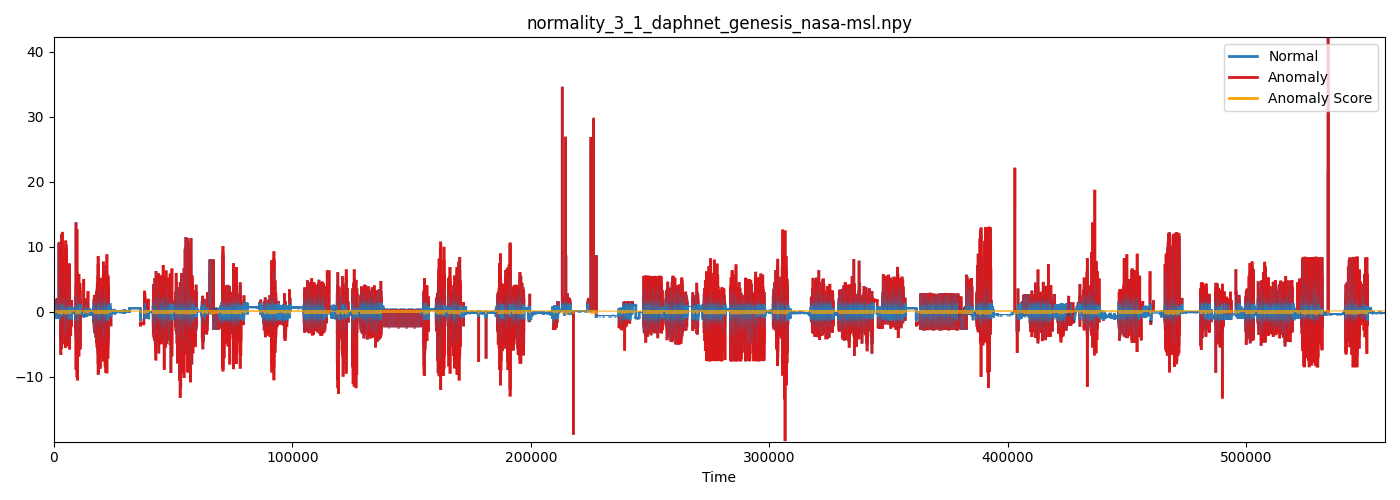 normality_3_1_daphnet_genesis_nasa-msl.npy
40
30
20
10
0
−10
Normal
Anomaly
Anomaly Score
0 100000 200000 300000 400000 500000
Time